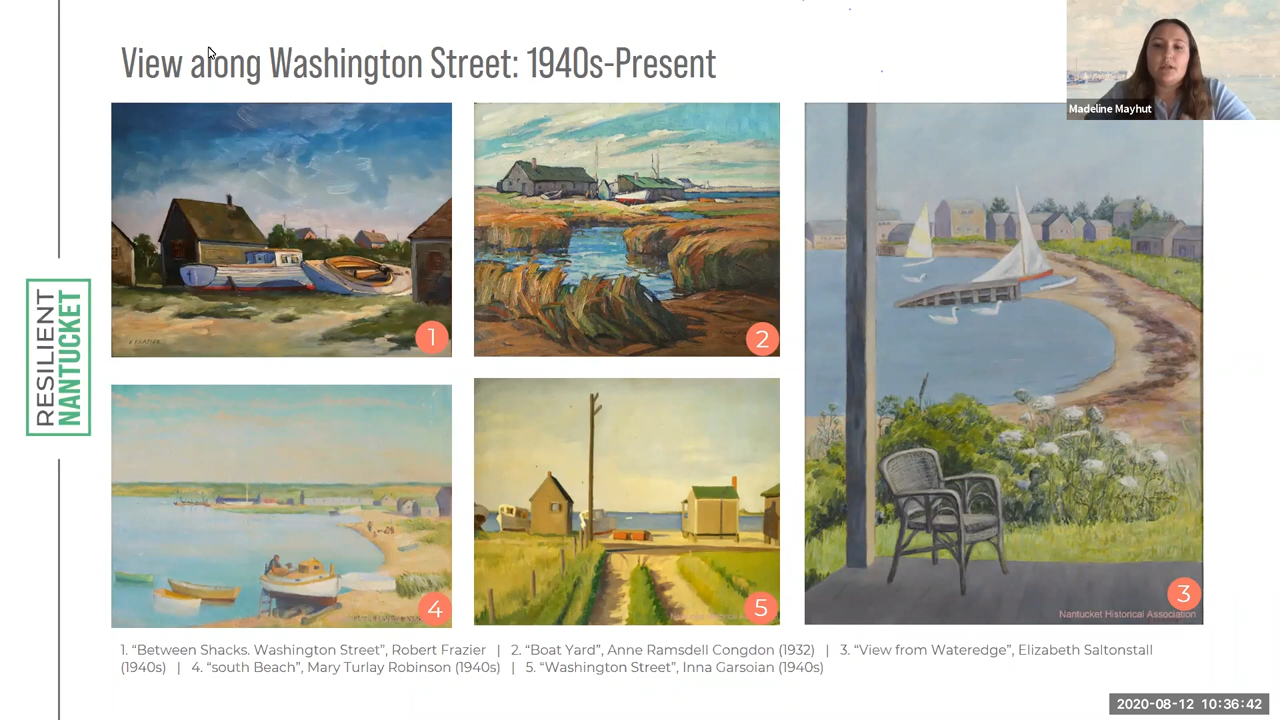 View along Washington Street: 1940s-Present
Madeline Mayhut
RESILIENT
NANTUCKET
1
2
3
Nantucket Historical Association
4
5
1. “Between Shacks. Washington Street”, Robert Frazier | 2. “Boat Yard”, Anne Ramsdell Congdon (1932) | 3. “View from Wateredge”, Elizabeth Saltonstall
(1940s) | 4. “south Beach”, Mary Turlay Robinson (1940s) | 5. “Washington Street”, Inna Garsoian (1940s)
2020-08-12 10:36:42